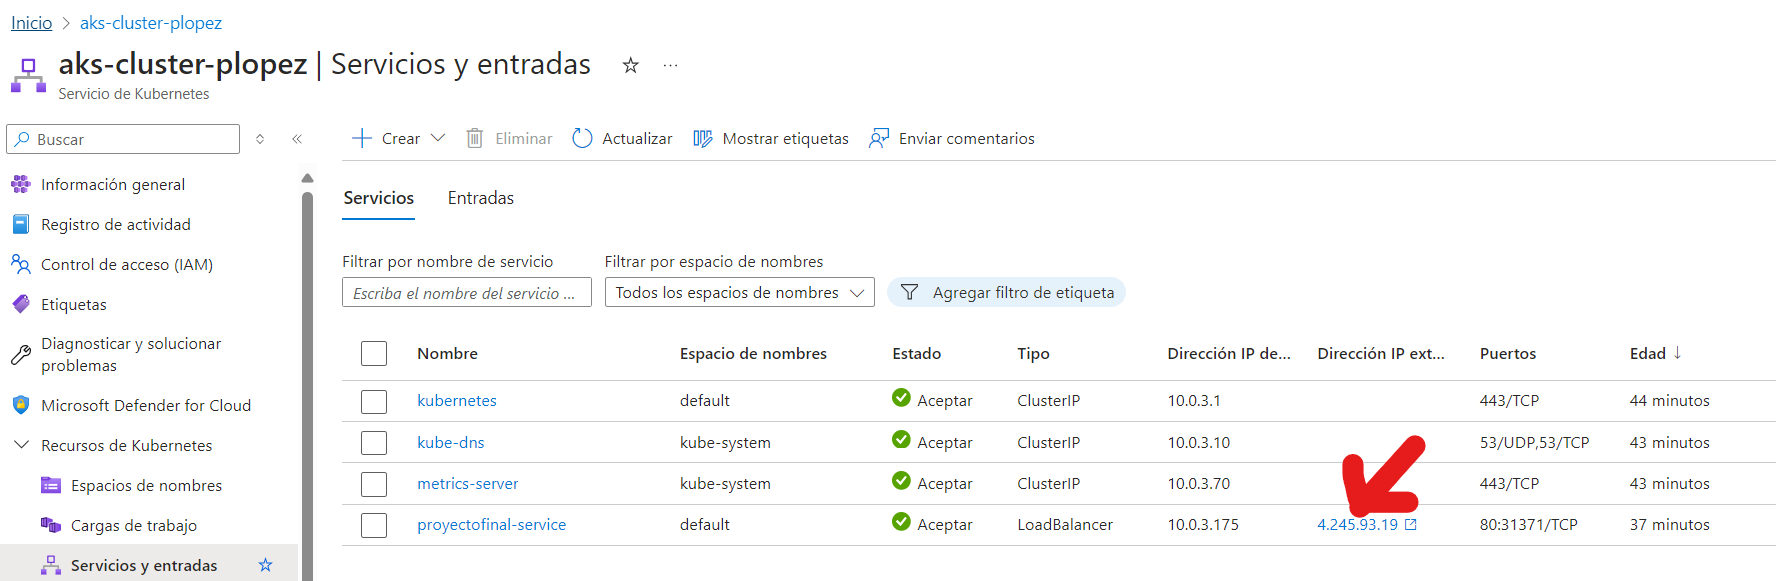 Inicio > aks-cluster-plopez
aks-cluster-plopez | Servicios y entradas
Servicio de Kubernetes
Buscar
Información general
Registro de actividad
Control de acceso (IAM)
Etiquetas
Diagnosticar y solucionar
problemas
Microsoft Defender for Cloud
Recursos de Kubernetes
Espacios de nombres
Cargas de trabajo
Servicios y entradas
Crear Eliminar Actualizar Mostrar etiquetas Enviar comentarios
Servicios Entradas
Filtrar por nombre de servicio Filtrar por espacio de nombres
Escriba el nombre del servicio ... Todos los espacios de nombres Agregar filtro de etiqueta
Nombre Espacio de nombres Estado Tipo Dirección IP de... Dirección IP ext... Puertos Edad ↓
kubernetes default Aceptar ClusterIP 10.0.3.1 443/TCP 44 minutos
kube-dns kube-system Aceptar ClusterIP 10.0.3.10 53/UDP,53/TCP 43 minutos
metrics-server kube-system Aceptar ClusterIP 10.0.3.70 443/TCP 43 minutos
proyectofinal-service default Aceptar LoadBalancer 10.0.3.175 4.245.93.19 80:31371/TCP 37 minutos